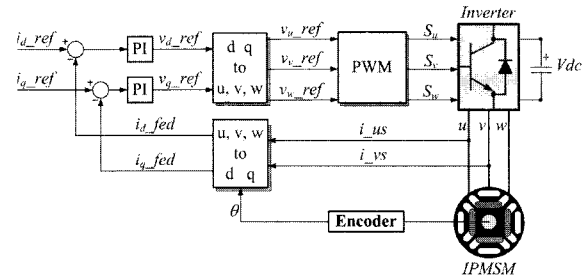 Inverter
i_d_ref
PI
v_d_ref
d q
to
u, v, w
v_u_ref
v_v_ref
v_w_ref
PWM
S_u
S_v
S_w
Vdc
i_q_ref
PI
v_q_ref
u v w
i_d_fed
i_q_fed
u, v, w
to
d q
i_us
i_vs
θ
Encoder
IPMSM